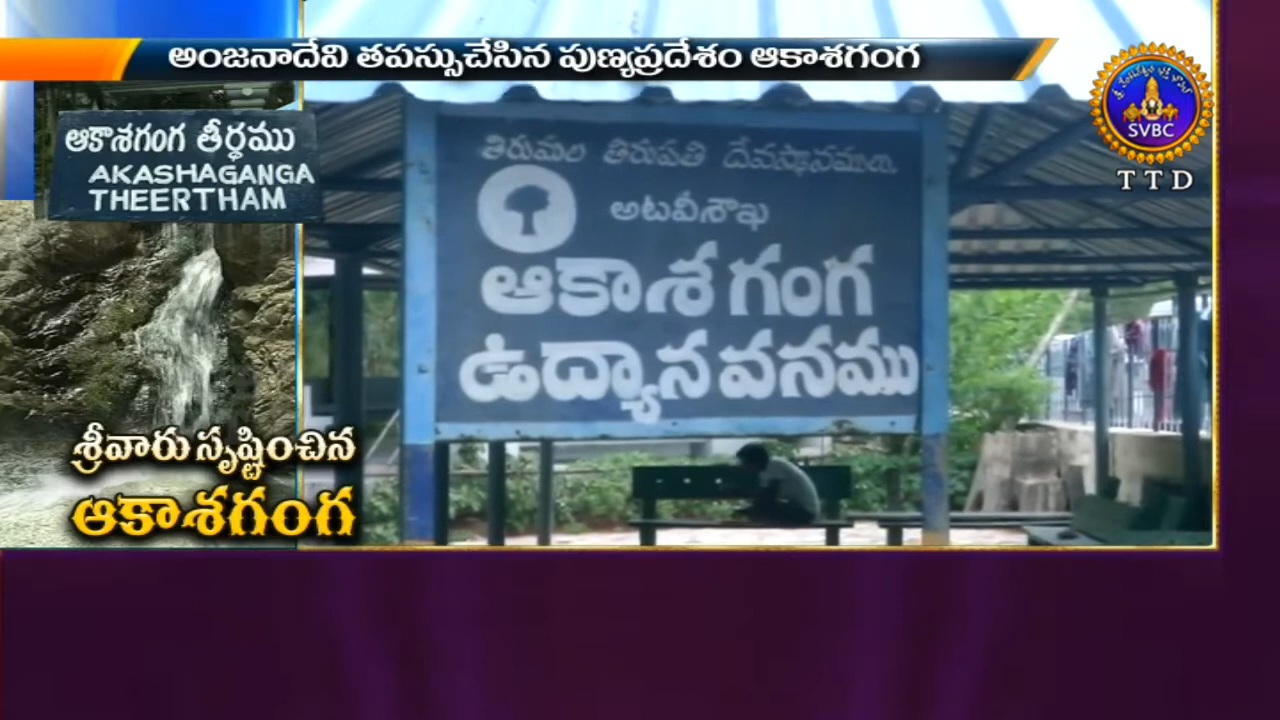 అంజనాదేవి తపస్సుచేసిన పుణ్యప్రదేశం ఆకాశగంగ
SVBC
TTD
ఆకాశగంగ తీర్థము
AKASHAGANGA
THEERTHAM
తిరుమల తిరుపతి దేవస్థానములు
అటవీశాఖ
ఆకాశ గంగ
ఉద్యానవనము
శ్రీవారు సృష్టించిన
ఆకాశగంగ